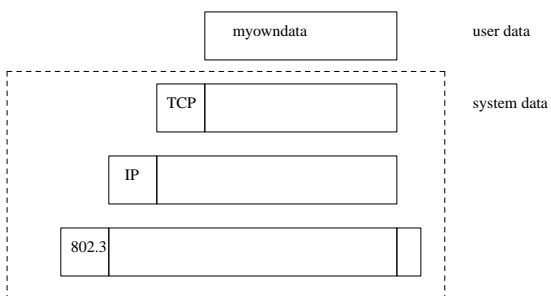 myowndata
user data
TCP
system data
IP
802.3